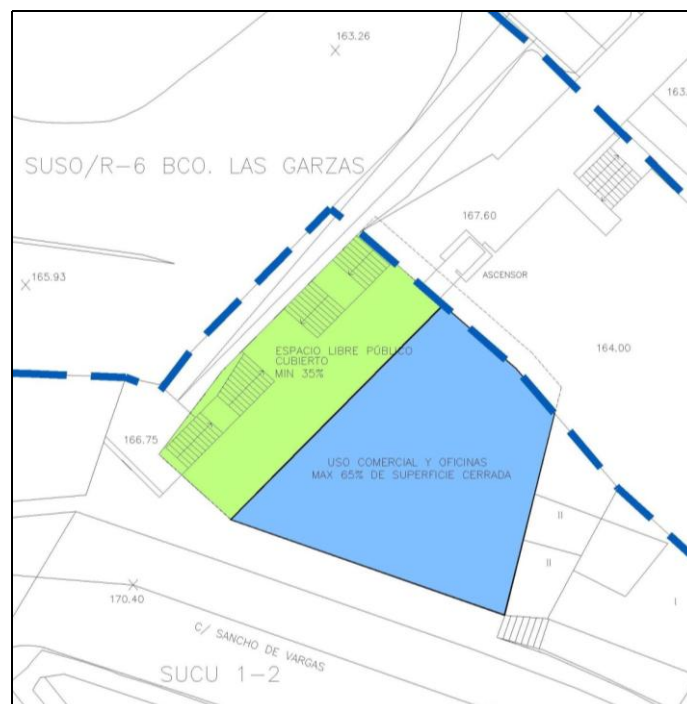 163.26
163.
SUSO/R-6 BCO. LAS GARZAS
167.60
165.93
ASCENSOR
164.00
ESPACIO LIBRE PÚBLICO
CUBIERTO
MIN 35%
166.75
USO COMERCIAL Y OFICINAS
MAX 65% DE SUPERFICIE CERRADA
II
II
I
170.40
C/ SANCHO DE VARGAS
SUCU 1-2